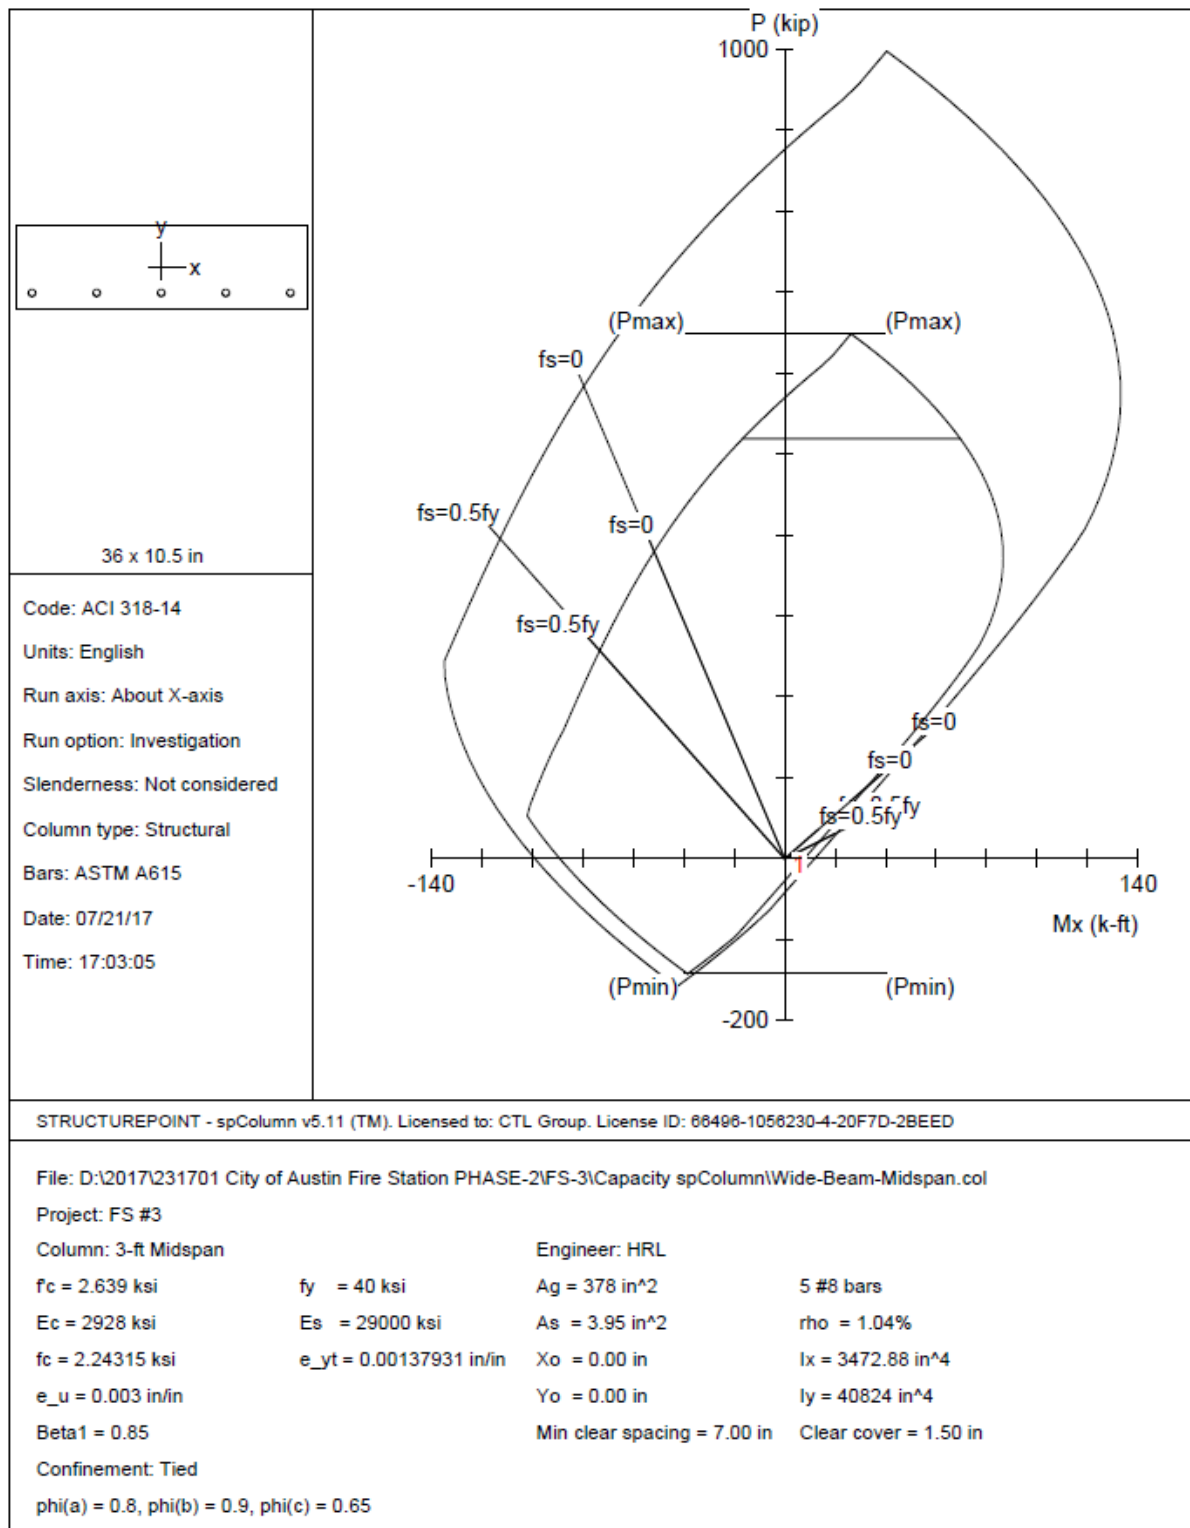 P (kip)
1000
y
x
(Pmax) (Pmax)
fs=0
fs=0.5fy
fs=0
36 x 10.5 in
fs=0.5fy
Code: ACI 318-14
Units: English
Run axis: About X-axis
fs=0
Run option: Investigation
fs=0
Slenderness: Not considered
fs=0.5fy
Column type: Structural
1
-140 140
Bars: ASTM A615
Mx (k-ft)
Date: 07/21/17
Time: 17:03:05
(Pmin) (Pmin)
-200
STRUCTUREPOINT - spColumn v5.11 (TM). Licensed to: CTL Group. License ID: 66496-1056230-4-20F7D-2BEED
File: D:\2017\231701 City of Austin Fire Station PHASE-2\FS-3\Capacity spColumn\Wide-Beam-Midspan.col
Project: FS #3
Column: 3-ft Midspan Engineer: HRL
f'c = 2.639 ksi fy = 40 ksi Ag = 378 in^2 5 #8 bars
Ec = 2928 ksi Es = 29000 ksi As = 3.95 in^2 rho = 1.04%
fc = 2.24315 ksi e_yt = 0.00137931 in/in Xo = 0.00 in Ix = 3472.88 in^4
e_u = 0.003 in/in Yo = 0.00 in Iy = 40824 in^4
Beta1 = 0.85 Min clear spacing = 7.00 in Clear cover = 1.50 in
Confinement: Tied
phi(a) = 0.8, phi(b) = 0.9, phi(c) = 0.65